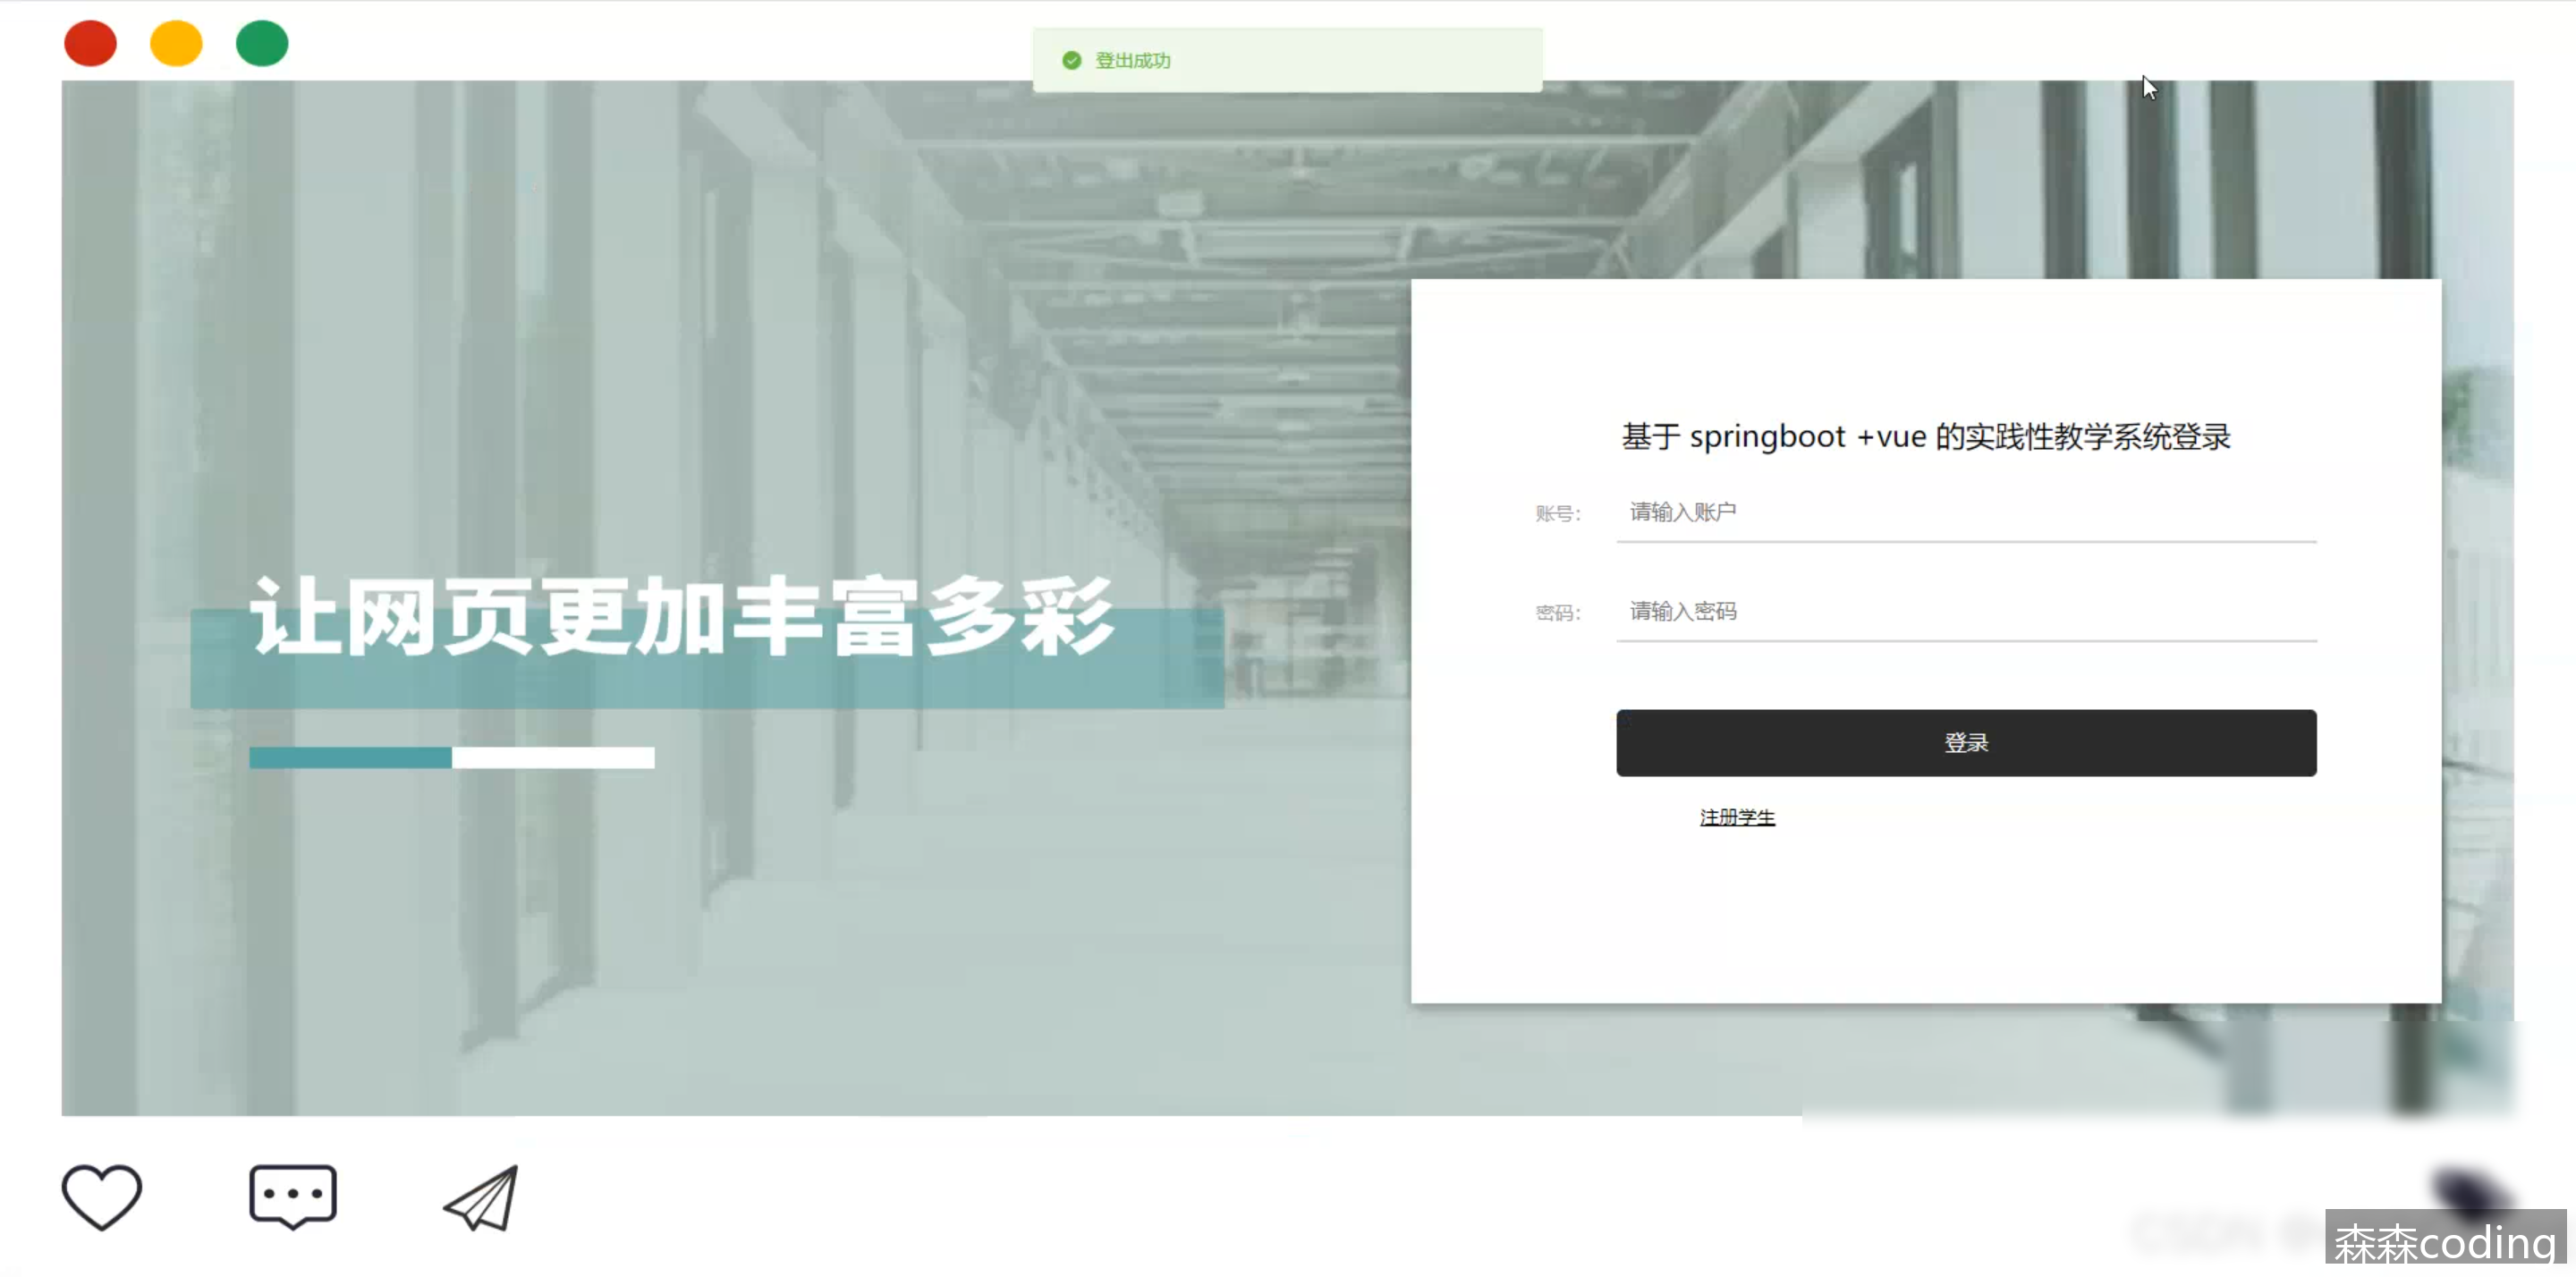 登出成功
基于 springboot +vue 的实践性教学系统登录
账号：
请输入账户
让网页更加丰富多彩
密码：
请输入密码
登录
注册学生
森森coding